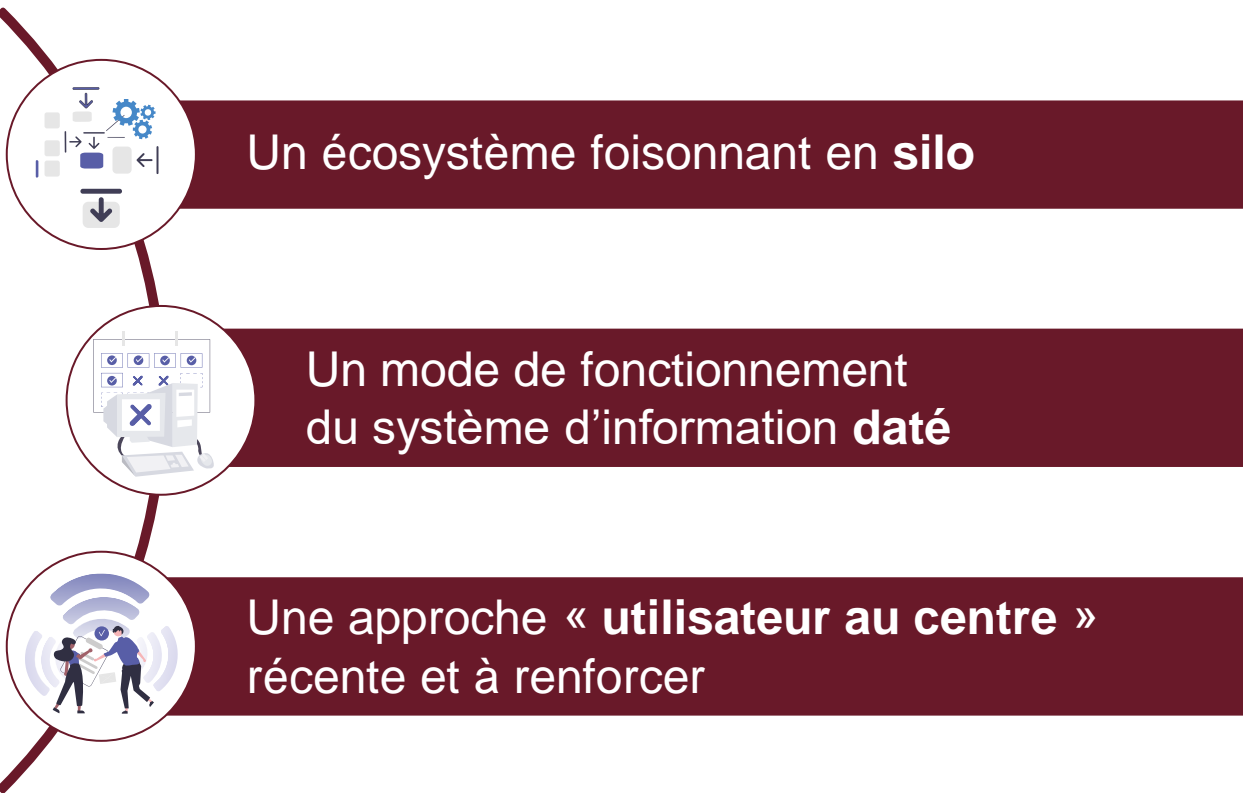 Un écosystème foisonnant en silo
Un mode de fonctionnement
du système d’information daté
Une approche « utilisateur au centre »
récente et à renforcer